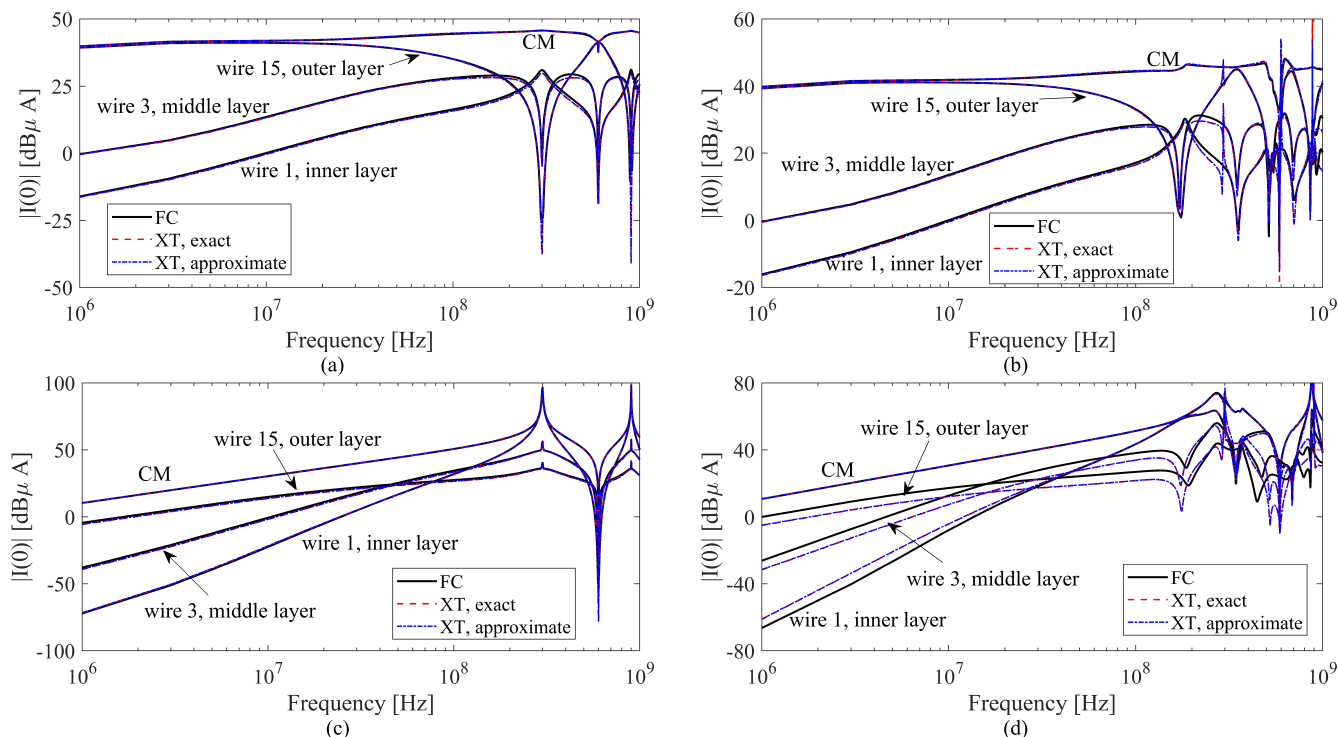 50
25
0
-25
-50
|I(0)| [dBμ A]
CM
wire 15, outer layer
wire 3, middle layer
wire 1, inner layer
FC
XT, exact
XT, approximate
10^6
10^7
10^8
10^9
Frequency [Hz]
(a)
60
40
20
0
-20
|I(0)| [dBμ A]
CM
wire 15, outer layer
wire 3, middle layer
wire 1, inner layer
FC
XT, exact
XT, approximate
10^6
10^7
10^8
10^9
Frequency [Hz]
(b)
100
50
0
-50
-100
|I(0)| [dBμ A]
wire 15, outer layer
CM
wire 1, inner layer
wire 3, middle layer
FC
XT, exact
XT, approximate
10^6
10^7
10^8
10^9
Frequency [Hz]
(c)
80
40
0
-40
-80
|I(0)| [dBμ A]
wire 15, outer layer
CM
wire 3, middle layer
wire 1, inner layer
FC
XT, exact
XT, approximate
10^6
10^7
10^8
10^9
Frequency [Hz]
(d)